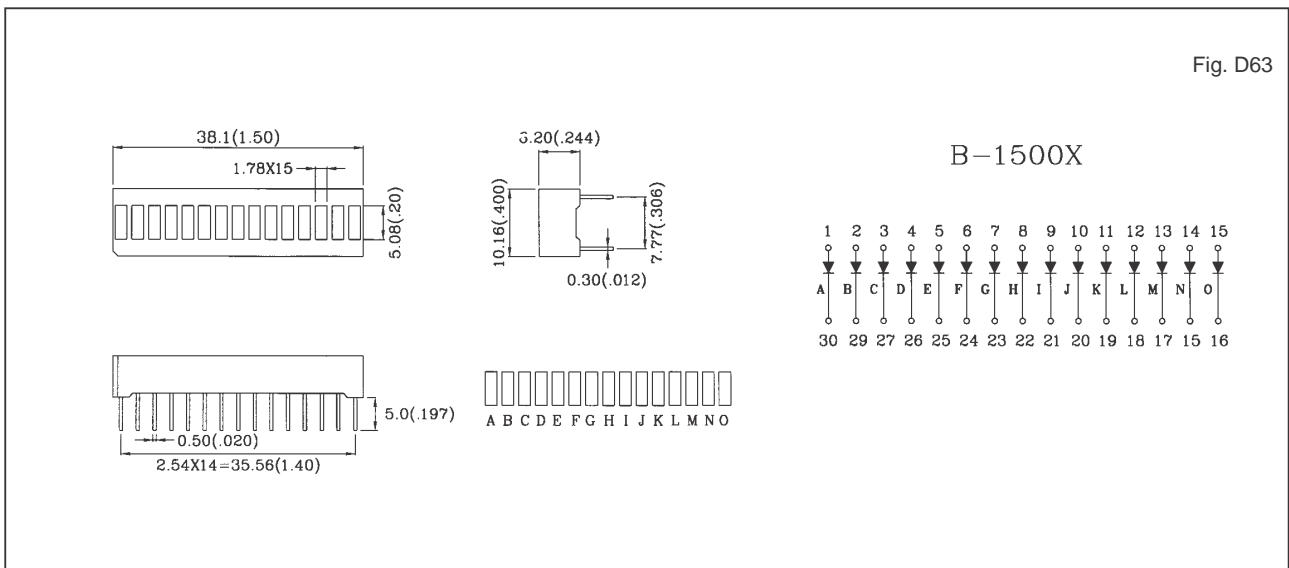 Fig. D63
38.1(1.50)
1.78X15
5.08(.20)
6.20(.244)
10.16(.400)
7.77(.306)
0.30(.012)
B-1500X
1 2 3 4 5 6 7 8 9 10 11 12 13 14 15
A B C D E F G H I J K L M N O
30 29 27 26 25 24 23 22 21 20 19 18 17 15 16
5.0(.197)
0.50(.020)
2.54X14=35.56(1.40)
A B C D E F G H I J K L M N O